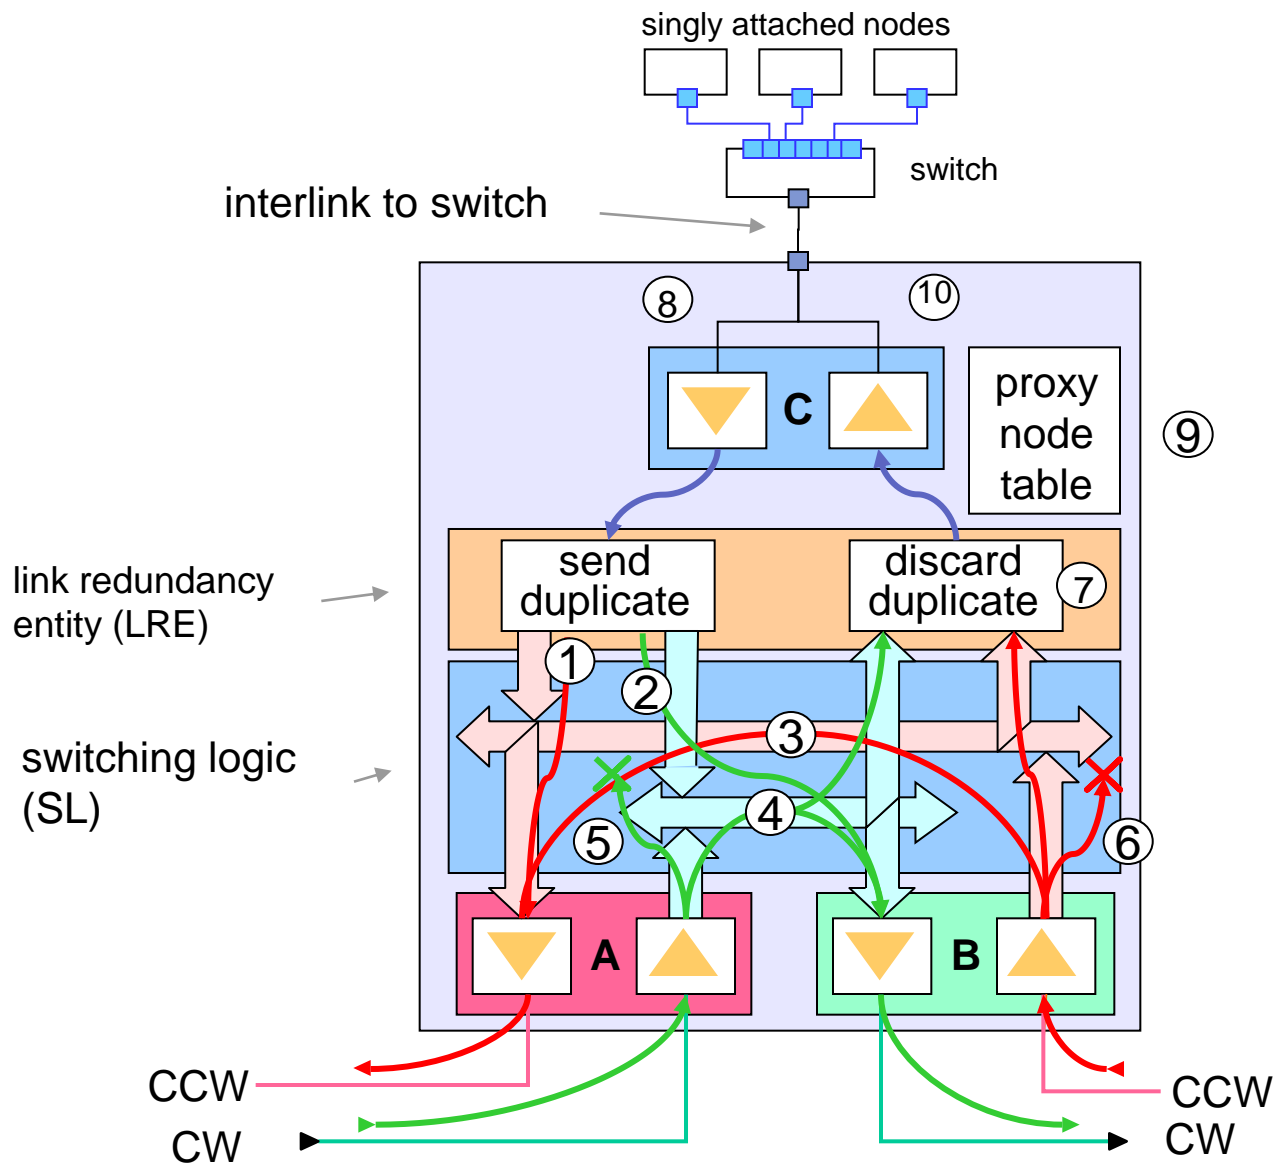 singly attached nodes
switch
interlink to switch
8
10
C
proxy
node
table
9
send
duplicate
discard
duplicate
7
link redundancy
entity (LRE)
1
2
3
switching logic
(SL)
4
5
6
A
B
CCW
CW
CCW
CW